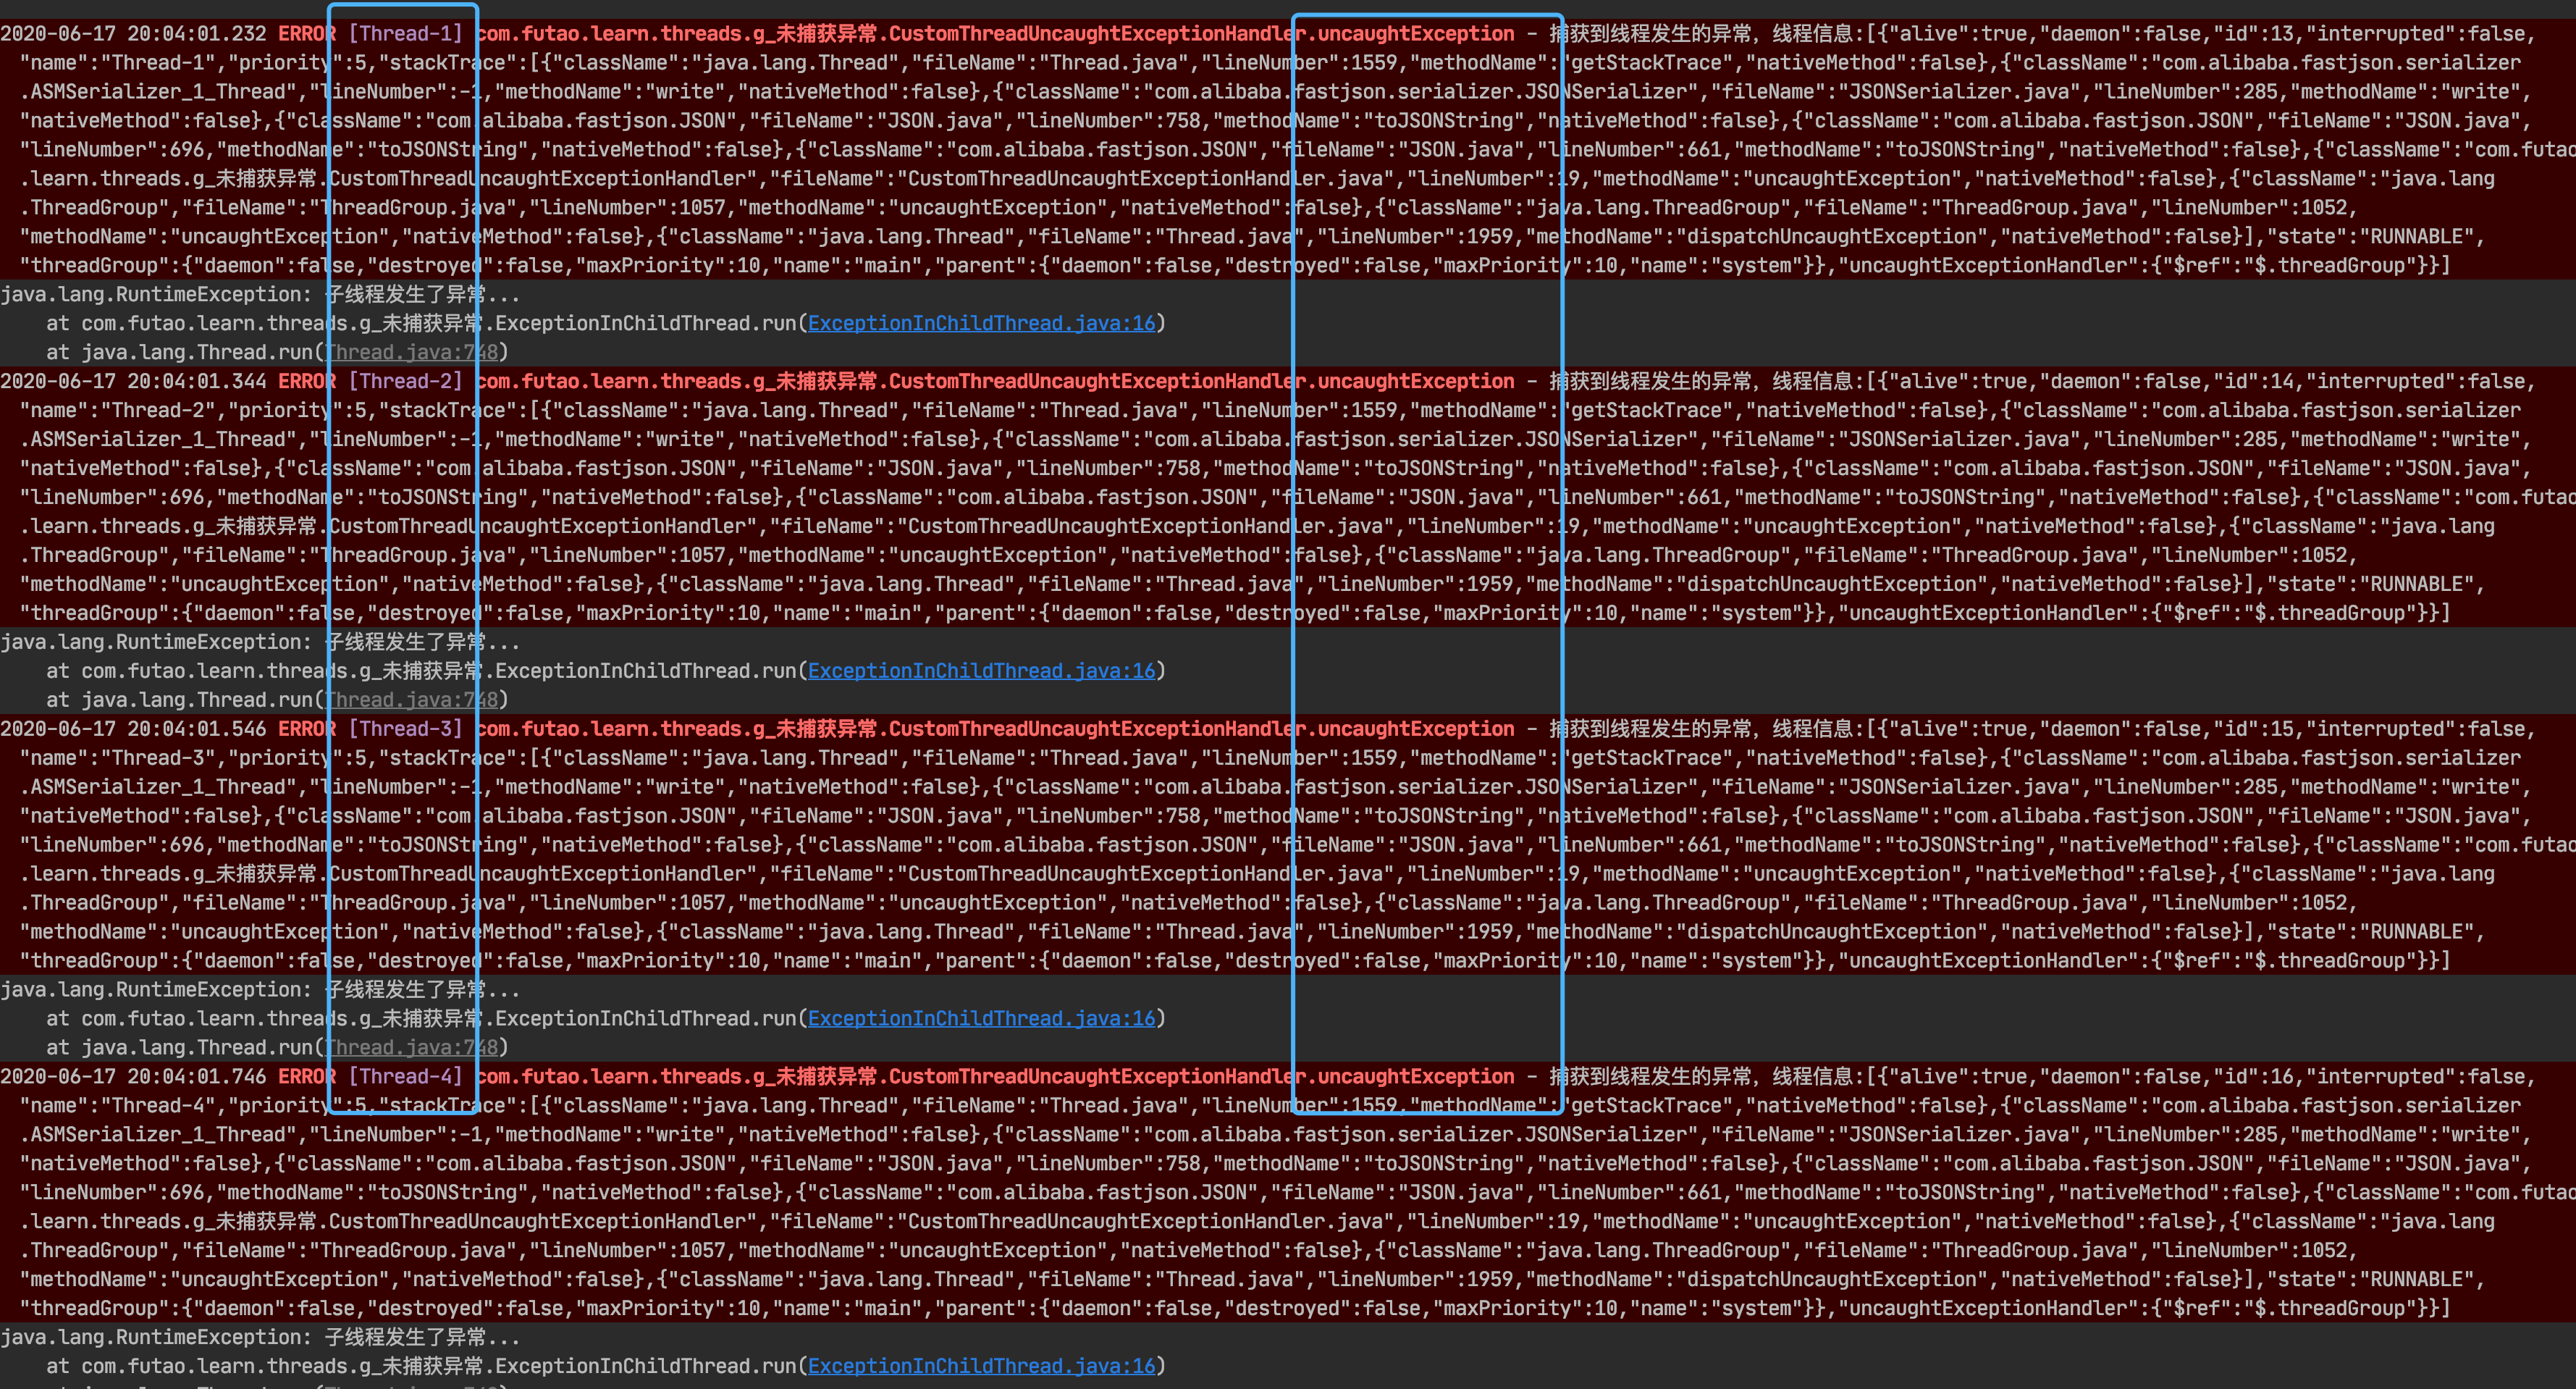 2020-06-17 20:04:01.232 ERROR [Thread-1] com.futao.learn.threads.g_未捕获异常.CustomThreadUncaughtExceptionHandler.uncaughtException - 捕获到线程发生的异常, 线程信息:[{"alive":true,"daemon":false,"id":13,"interrupted":false,
"name":"Thread-1","priority":5,"stackTrace":[{"className":"java.lang.Thread","fileName":"Thread.java","lineNumber":1559,"methodName":"getStackTrace","nativeMethod":false},{"className":"com.alibaba.fastjson.serializer
.ASMSerializer_1_Thread","lineNumber":-1,"methodName":"write","nativeMethod":false},{"className":"com.alibaba.fastjson.serializer.JSONSerializer","fileName":"JSONSerializer.java","lineNumber":285,"methodName":"write",
"nativeMethod":false},{"className":"com.alibaba.fastjson.JSON","fileName":"JSON.java","lineNumber":758,"methodName":"toJSONString","nativeMethod":false},{"className":"com.alibaba.fastjson.JSON","fileName":"JSON.java",
"lineNumber":696,"methodName":"toJSONString","nativeMethod":false},{"className":"com.alibaba.fastjson.JSON","fileName":"JSON.java","lineNumber":661,"methodName":"toJSONString","nativeMethod":false},{"className":"com.futao
.learn.threads.g_未捕获异常.CustomThreadUncaughtExceptionHandler","fileName":"CustomThreadUncaughtExceptionHandler.java","lineNumber":19,"methodName":"uncaughtException","nativeMethod":false},{"className":"java.lang
.ThreadGroup","fileName":"ThreadGroup.java","lineNumber":1057,"methodName":"uncaughtException","nativeMethod":false},{"className":"java.lang.ThreadGroup","fileName":"ThreadGroup.java","lineNumber":1052,
"methodName":"uncaughtException","nativeMethod":false},{"className":"java.lang.Thread","fileName":"Thread.java","lineNumber":1959,"methodName":"dispatchUncaughtException","nativeMethod":false}],"state":"RUNNABLE",
"threadGroup":{"daemon":false,"destroyed":false,"maxPriority":10,"name":"main","parent":{"daemon":false,"destroyed":false,"maxPriority":10,"name":"system"}},"uncaughtExceptionHandler":{"$ref":"$.threadGroup"}}]
java.lang.RuntimeException: 子线程发生了异常...
at com.futao.learn.threads.g_未捕获异常.ExceptionInChildThread.run(ExceptionInChildThread.java:16)
at java.lang.Thread.run(Thread.java:748)
2020-06-17 20:04:01.344 ERROR [Thread-2] com.futao.learn.threads.g_未捕获异常.CustomThreadUncaughtExceptionHandler.uncaughtException - 捕获到线程发生的异常, 线程信息:[{"alive":true,"daemon":false,"id":14,"interrupted":false,
"name":"Thread-2","priority":5,"stackTrace":[{"className":"java.lang.Thread","fileName":"Thread.java","lineNumber":1559,"methodName":"getStackTrace","nativeMethod":false},{"className":"com.alibaba.fastjson.serializer
.ASMSerializer_1_Thread","lineNumber":-1,"methodName":"write","nativeMethod":false},{"className":"com.alibaba.fastjson.serializer.JSONSerializer","fileName":"JSONSerializer.java","lineNumber":285,"methodName":"write",
"nativeMethod":false},{"className":"com.alibaba.fastjson.JSON","fileName":"JSON.java","lineNumber":758,"methodName":"toJSONString","nativeMethod":false},{"className":"com.alibaba.fastjson.JSON","fileName":"JSON.java",
"lineNumber":696,"methodName":"toJSONString","nativeMethod":false},{"className":"com.alibaba.fastjson.JSON","fileName":"JSON.java","lineNumber":661,"methodName":"toJSONString","nativeMethod":false},{"className":"com.futao
.learn.threads.g_未捕获异常.CustomThreadUncaughtExceptionHandler","fileName":"CustomThreadUncaughtExceptionHandler.java","lineNumber":19,"methodName":"uncaughtException","nativeMethod":false},{"className":"java.lang
.ThreadGroup","fileName":"ThreadGroup.java","lineNumber":1057,"methodName":"uncaughtException","nativeMethod":false},{"className":"java.lang.ThreadGroup","fileName":"ThreadGroup.java","lineNumber":1052,
"methodName":"uncaughtException","nativeMethod":false},{"className":"java.lang.Thread","fileName":"Thread.java","lineNumber":1959,"methodName":"dispatchUncaughtException","nativeMethod":false}],"state":"RUNNABLE",
"threadGroup":{"daemon":false,"destroyed":false,"maxPriority":10,"name":"main","parent":{"daemon":false,"destroyed":false,"maxPriority":10,"name":"system"}},"uncaughtExceptionHandler":{"$ref":"$.threadGroup"}}]
java.lang.RuntimeException: 子线程发生了异常...
at com.futao.learn.threads.g_未捕获异常.ExceptionInChildThread.run(ExceptionInChildThread.java:16)
at java.lang.Thread.run(Thread.java:748)
2020-06-17 20:04:01.546 ERROR [Thread-3] com.futao.learn.threads.g_未捕获异常.CustomThreadUncaughtExceptionHandler.uncaughtException - 捕获到线程发生的异常, 线程信息:[{"alive":true,"daemon":false,"id":15,"interrupted":false,
"name":"Thread-3","priority":5,"stackTrace":[{"className":"java.lang.Thread","fileName":"Thread.java","lineNumber":1559,"methodName":"getStackTrace","nativeMethod":false},{"className":"com.alibaba.fastjson.serializer
.ASMSerializer_1_Thread","lineNumber":-1,"methodName":"write","nativeMethod":false},{"className":"com.alibaba.fastjson.serializer.JSONSerializer","fileName":"JSONSerializer.java","lineNumber":285,"methodName":"write",
"nativeMethod":false},{"className":"com.alibaba.fastjson.JSON","fileName":"JSON.java","lineNumber":758,"methodName":"toJSONString","nativeMethod":false},{"className":"com.alibaba.fastjson.JSON","fileName":"JSON.java",
"lineNumber":696,"methodName":"toJSONString","nativeMethod":false},{"className":"com.alibaba.fastjson.JSON","fileName":"JSON.java","lineNumber":661,"methodName":"toJSONString","nativeMethod":false},{"className":"com.futao
.learn.threads.g_未捕获异常.CustomThreadUncaughtExceptionHandler","fileName":"CustomThreadUncaughtExceptionHandler.java","lineNumber":19,"methodName":"uncaughtException","nativeMethod":false},{"className":"java.lang
.ThreadGroup","fileName":"ThreadGroup.java","lineNumber":1057,"methodName":"uncaughtException","nativeMethod":false},{"className":"java.lang.ThreadGroup","fileName":"ThreadGroup.java","lineNumber":1052,
"methodName":"uncaughtException","nativeMethod":false},{"className":"java.lang.Thread","fileName":"Thread.java","lineNumber":1959,"methodName":"dispatchUncaughtException","nativeMethod":false}],"state":"RUNNABLE",
"threadGroup":{"daemon":false,"destroyed":false,"maxPriority":10,"name":"main","parent":{"daemon":false,"destroyed":false,"maxPriority":10,"name":"system"}},"uncaughtExceptionHandler":{"$ref":"$.threadGroup"}}]
java.lang.RuntimeException: 子线程发生了异常...
at com.futao.learn.threads.g_未捕获异常.ExceptionInChildThread.run(ExceptionInChildThread.java:16)
at java.lang.Thread.run(Thread.java:748)
2020-06-17 20:04:01.746 ERROR [Thread-4] com.futao.learn.threads.g_未捕获异常.CustomThreadUncaughtExceptionHandler.uncaughtException - 捕获到线程发生的异常, 线程信息:[{"alive":true,"daemon":false,"id":16,"interrupted":false,
"name":"Thread-4","priority":5,"stackTrace":[{"className":"java.lang.Thread","fileName":"Thread.java","lineNumber":1559,"methodName":"getStackTrace","nativeMethod":false},{"className":"com.alibaba.fastjson.serializer
.ASMSerializer_1_Thread","lineNumber":-1,"methodName":"write","nativeMethod":false},{"className":"com.alibaba.fastjson.serializer.JSONSerializer","fileName":"JSONSerializer.java","lineNumber":285,"methodName":"write",
"nativeMethod":false},{"className":"com.alibaba.fastjson.JSON","fileName":"JSON.java","lineNumber":758,"methodName":"toJSONString","nativeMethod":false},{"className":"com.alibaba.fastjson.JSON","fileName":"JSON.java",
"lineNumber":696,"methodName":"toJSONString","nativeMethod":false},{"className":"com.alibaba.fastjson.JSON","fileName":"JSON.java","lineNumber":661,"methodName":"toJSONString","nativeMethod":false},{"className":"com.futao
.learn.threads.g_未捕获异常.CustomThreadUncaughtExceptionHandler","fileName":"CustomThreadUncaughtExceptionHandler.java","lineNumber":19,"methodName":"uncaughtException","nativeMethod":false},{"className":"java.lang
.ThreadGroup","fileName":"ThreadGroup.java","lineNumber":1057,"methodName":"uncaughtException","nativeMethod":false},{"className":"java.lang.ThreadGroup","fileName":"ThreadGroup.java","lineNumber":1052,
"methodName":"uncaughtException","nativeMethod":false},{"className":"java.lang.Thread","fileName":"Thread.java","lineNumber":1959,"methodName":"dispatchUncaughtException","nativeMethod":false}],"state":"RUNNABLE",
"threadGroup":{"daemon":false,"destroyed":false,"maxPriority":10,"name":"main","parent":{"daemon":false,"destroyed":false,"maxPriority":10,"name":"system"}},"uncaughtExceptionHandler":{"$ref":"$.threadGroup"}}]
java.lang.RuntimeException: 子线程发生了异常...
at com.futao.learn.threads.g_未捕获异常.ExceptionInChildThread.run(ExceptionInChildThread.java:16)